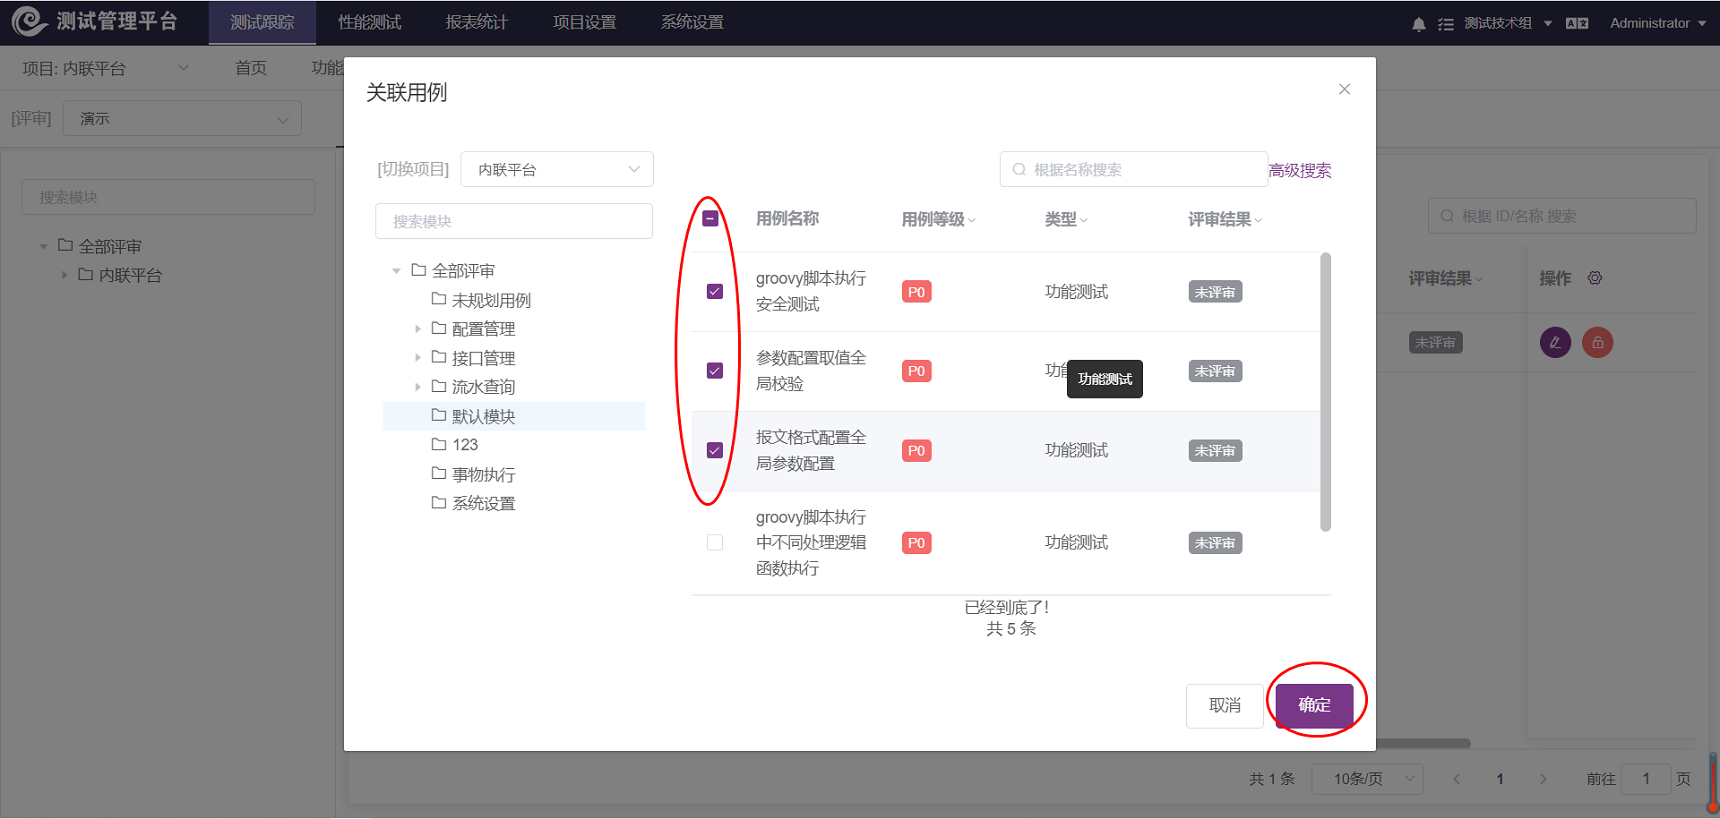 测试管理平台
测试跟踪
性能测试
报表统计
项目设置
系统设置
测试技术组
Administrator
项目: 内联平台
首页
功能
[评审]
演示
搜索模块
全部评审
内联平台
关联用例
[切换项目]
内联平台
根据名称搜索
高级搜索
搜索模块
全部评审
未规划用例
配置管理
接口管理
流水查询
默认模块
123
事物执行
系统设置
用例名称
用例等级
类型
评审结果
groovy脚本执行
安全测试
P0
功能测试
未评审
参数配置取值全
局校验
P0
功能测试
未评审
报文格式配置全
局参数配置
P0
功能测试
未评审
groovy脚本执行
中不同处理逻辑
函数执行
P0
功能测试
未评审
已经到底了!
共 5 条
取消
确定
根据 ID/名称 搜索
评审结果
操作
未评审
共 1 条
10条/页
1
前往
1
页